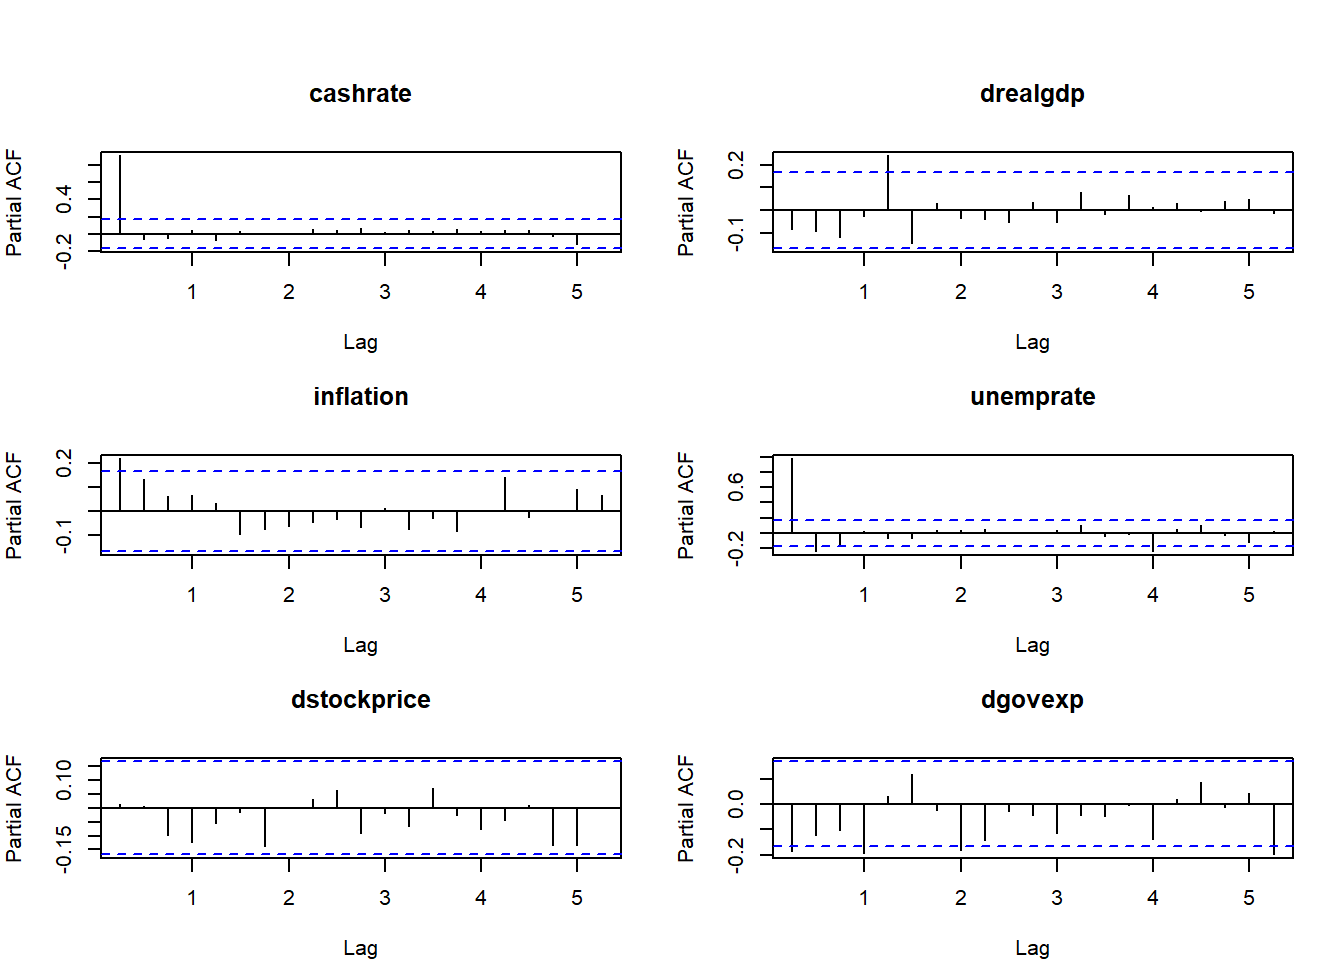 cashrate
Partial ACF
0.4
-0.2
1 2 3 4 5
Lag
drealgdp
Partial ACF
0.2
-0.1
1 2 3 4 5
Lag
inflation
Partial ACF
0.2
-0.1
1 2 3 4 5
Lag
unemprate
Partial ACF
0.6
-0.2
1 2 3 4 5
Lag
dstockprice
Partial ACF
0.10
-0.15
1 2 3 4 5
Lag
dgovexp
Partial ACF
0.0
-0.2
1 2 3 4 5
Lag